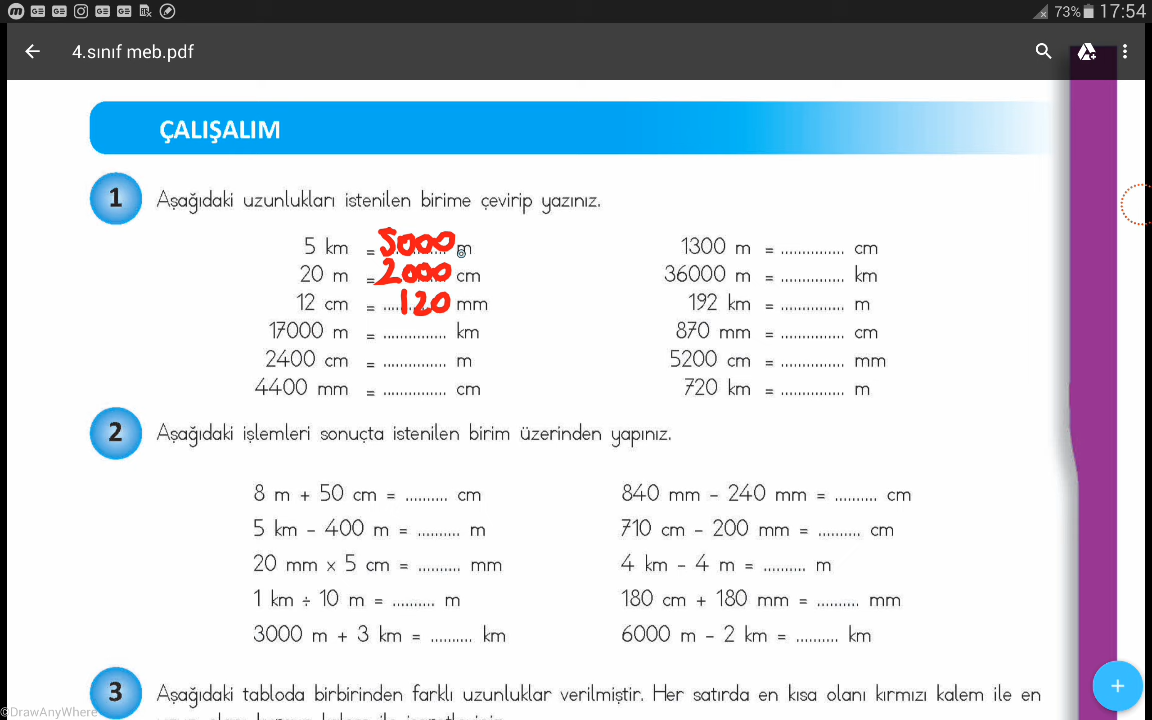 73% 17:54
4.sınıf meb.pdf
ÇALIŞALIM
1 Aşağıdaki uzunlukları istenilen birime çevirip yazınız.
5 km = 5000 m
20 m = 2000 cm
12 cm = ...120 mm
17000 m = ............... km
2400 cm = ............... m
4400 mm = ............... cm
1300 m = ............... cm
36000 m = ............... km
192 km = ............... m
870 mm = ............... cm
5200 cm = ............... mm
720 km = ............... m
2 Aşağıdaki işlemleri sonuçta istenilen birim üzerinden yapınız.
8 m + 50 cm = .......... cm
5 km - 400 m = .......... m
20 mm × 5 cm = .......... mm
1 km ÷ 10 m = .......... m
3000 m + 3 km = .......... km
840 mm - 240 mm = .......... cm
710 cm - 200 mm = .......... cm
4 km - 4 m = .......... m
180 cm + 180 mm = .......... mm
6000 m - 2 km = .......... km
3 Aşağıdaki tabloda birbirinden farklı uzunluklar verilmiştir. Her satırda en kısa olanı kırmızı kalem ile en
©DrawAnyWhere